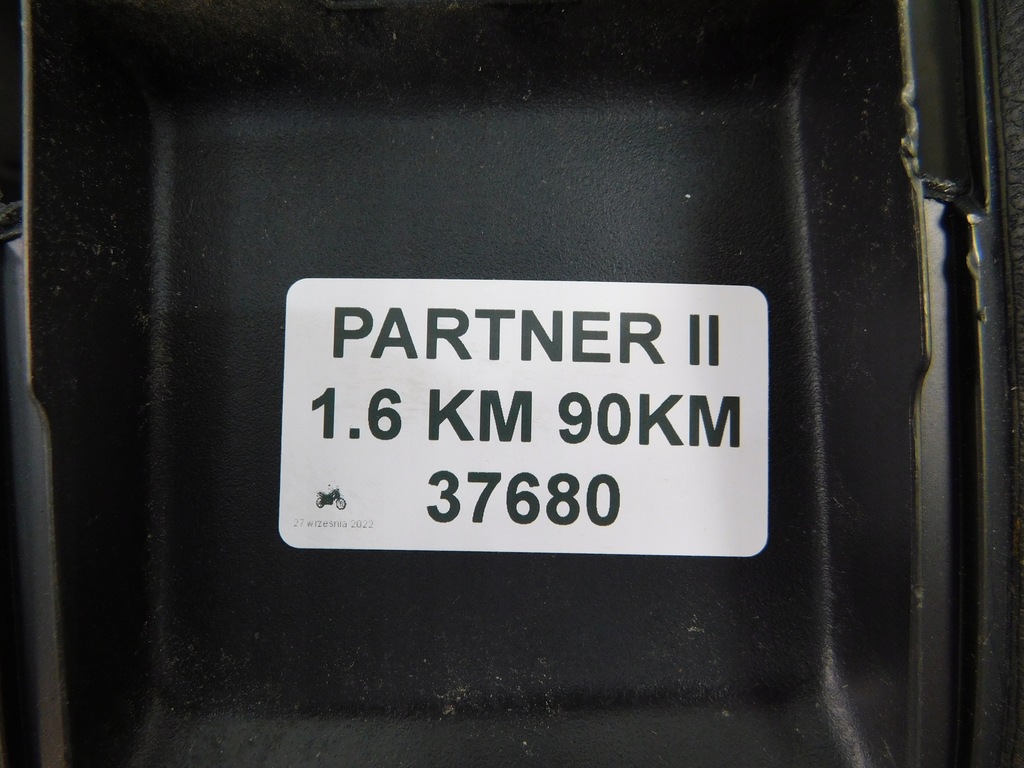 PARTNER II
1.6 KM 90KM
37680
27 września 2022